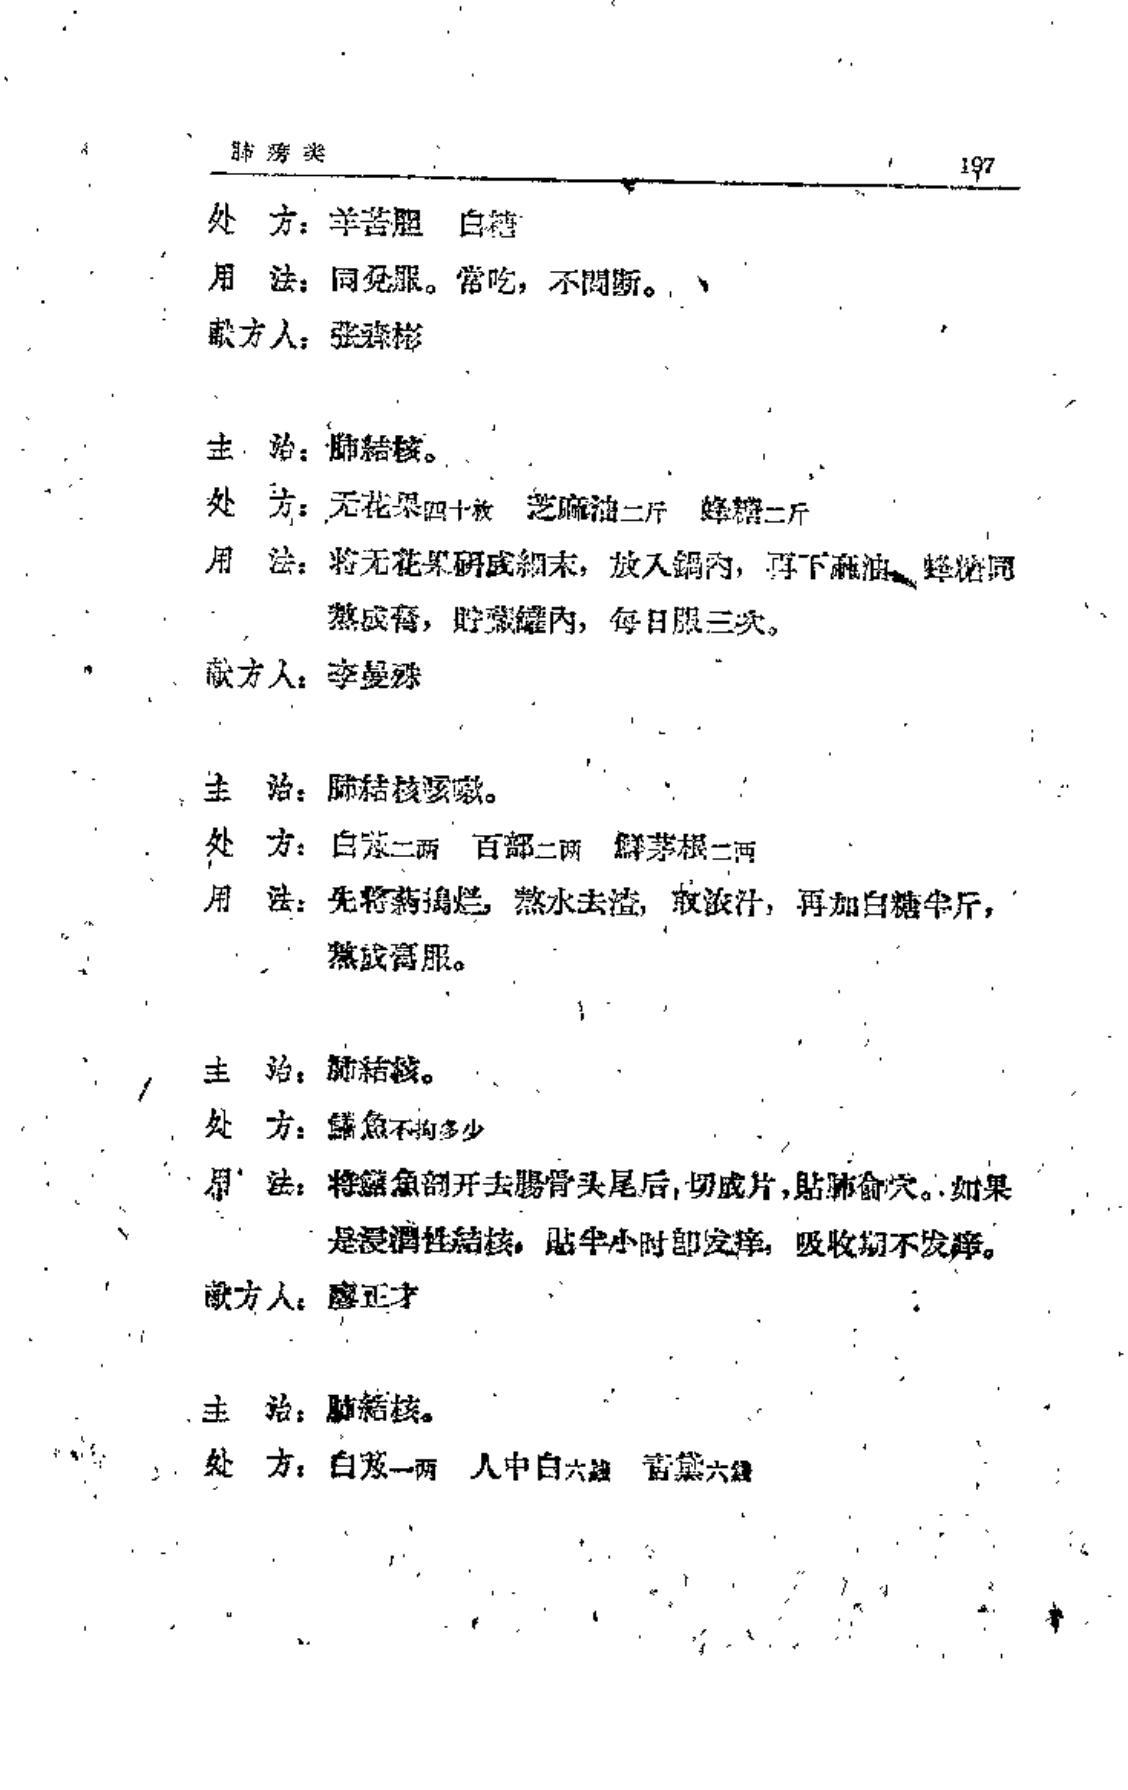 肺痨类 197
处　方：羊苦胆　白糖
用　法：同煲服。常吃，不間断。
献方人：张森彬
主　治：肺結核。
处　方：无花果四十枚　芝麻油二斤　蜂糖二斤
用　法：将无花果研成細末，放入鍋內，再下麻油、蜂糖同
熬成膏，貯藏罐內，每日服三次。
献方人：李曼殊
主　治：肺結核咳嗽。
处　方：白芨二两　百部二两　鮮茅根二两
用　法：先将葯搗烂，熬水去渣，取浓汁，再加白糖半斤，
熬成膏服。
主　治：肺結核。
处　方：鱔魚不拘多少
用　法：将鱔魚剖开去腸骨头尾后，切成片，貼肺俞穴。如果
是浸潤性結核，貼半小时即发痒，吸收期不发痒。
献方人：廖正才
主　治：肺結核。
处　方：白芨一两　人中白六錢　青黛六錢